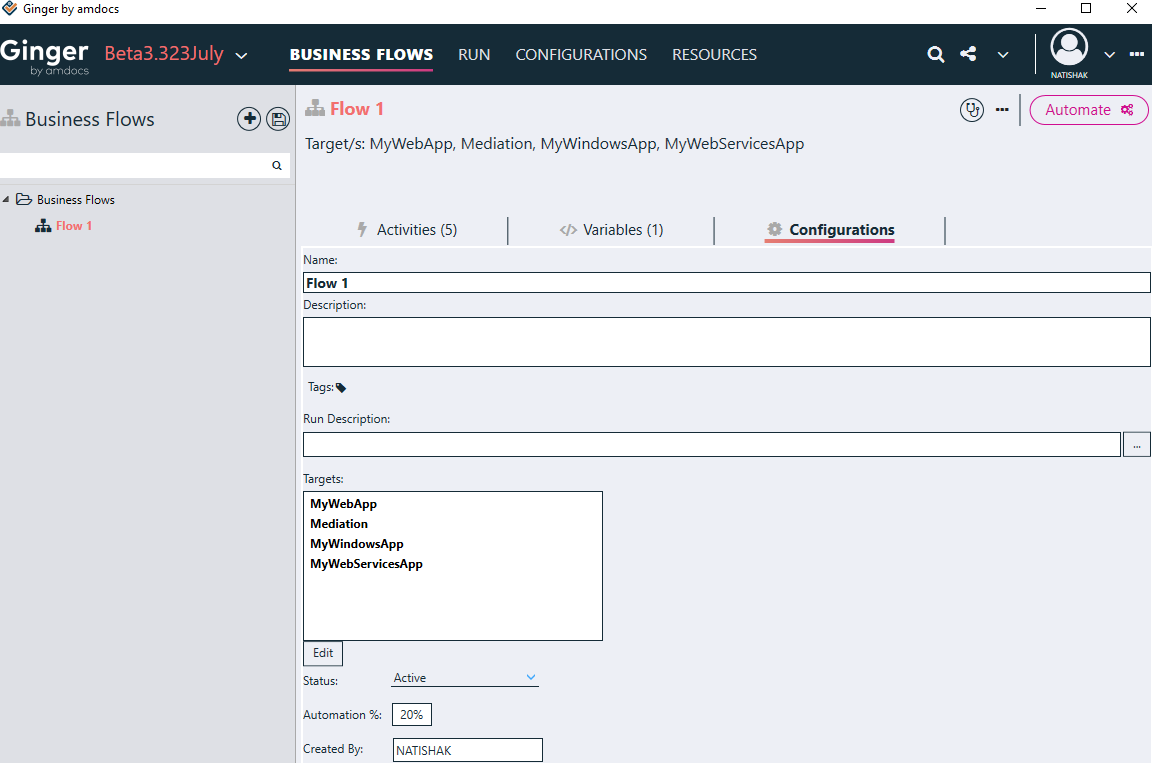 Ginger by amdocs
Ginger
by amdocs
Beta3.323July
BUSINESS FLOWS
RUN
CONFIGURATIONS
RESOURCES
NATISHAK
Business Flows
Business Flows
Flow 1
Flow 1
Automate
Target/s: MyWebApp, Mediation, MyWindowsApp, MyWebServicesApp
Activities (5)
Variables (1)
Configurations
Name:
Flow 1
Description:
Tags:
Run Description:
...
Targets:
MyWebApp
Mediation
MyWindowsApp
MyWebServicesApp
Edit
Status:
Active
Automation %:
20%
Created By:
NATISHAK